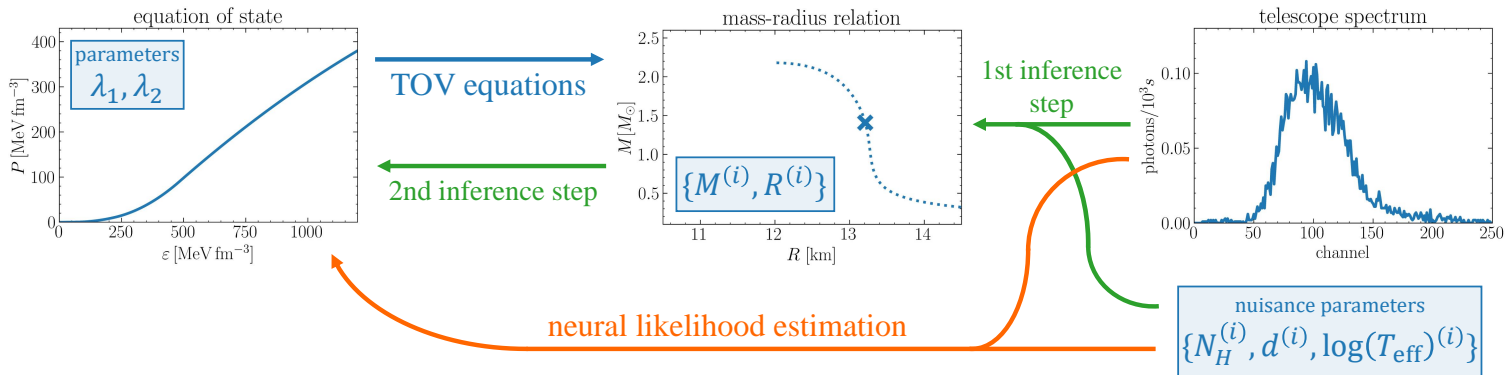 equation of state
400
300
200
100
0
P [MeV fm⁻³]
0 250 500 750 1000
ε [MeV fm⁻³]
parameters
λ₁, λ₂
TOV equations
2nd inference step
mass-radius relation
2.5
2.0
1.5
1.0
0.5
M [M⊙]
11 12 13 14
R [km]
{M⁽ⁱ⁾, R⁽ⁱ⁾}
1st inference
step
telescope spectrum
0.10
0.05
0.00
photons/10³s
0 50 100 150 200 250
channel
neural likelihood estimation
nuisance parameters
{N_H^(i), d^(i), log(T_eff)^(i)}